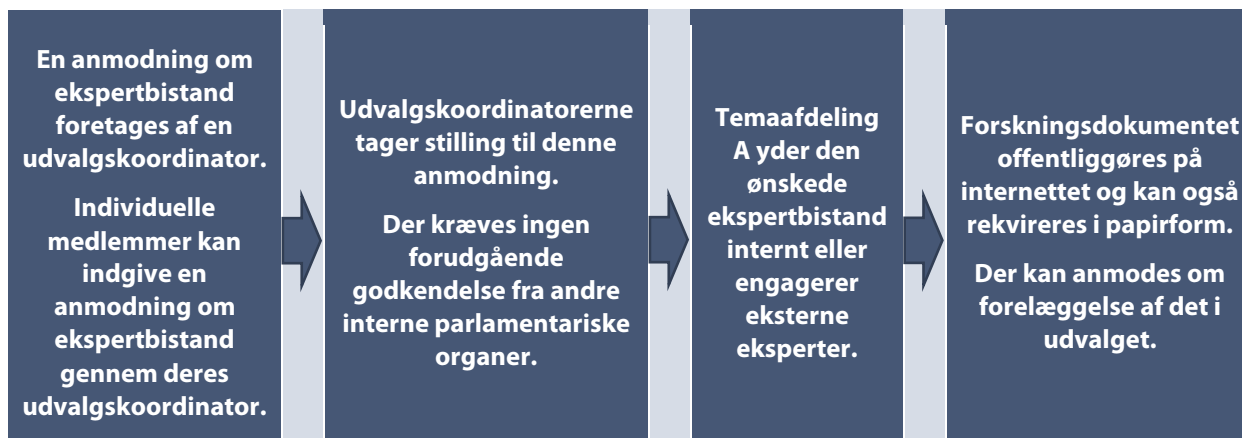 En anmodning om
ekspertbistand
foretages af en
udvalgskoordinator.
Individuelle
medlemmer kan
indgive en
anmodning om
ekspertbistand
gennem deres
udvalgskoordinator.
Udvalgskoordinatorerne
tager stilling til denne
anmodning.
Der kræves ingen
forudgående
godkendelse fra andre
interne parlamentariske
organer.
Temaafdeling
A yder den
ønskede
ekspertbistand
internt eller
engagerer
eksterne
eksperter.
Forskningsdokumentet
offentliggøres på
internettet og kan også
rekvireres i papirform.
Der kan anmodes om
forelæggelse af det i
udvalget.